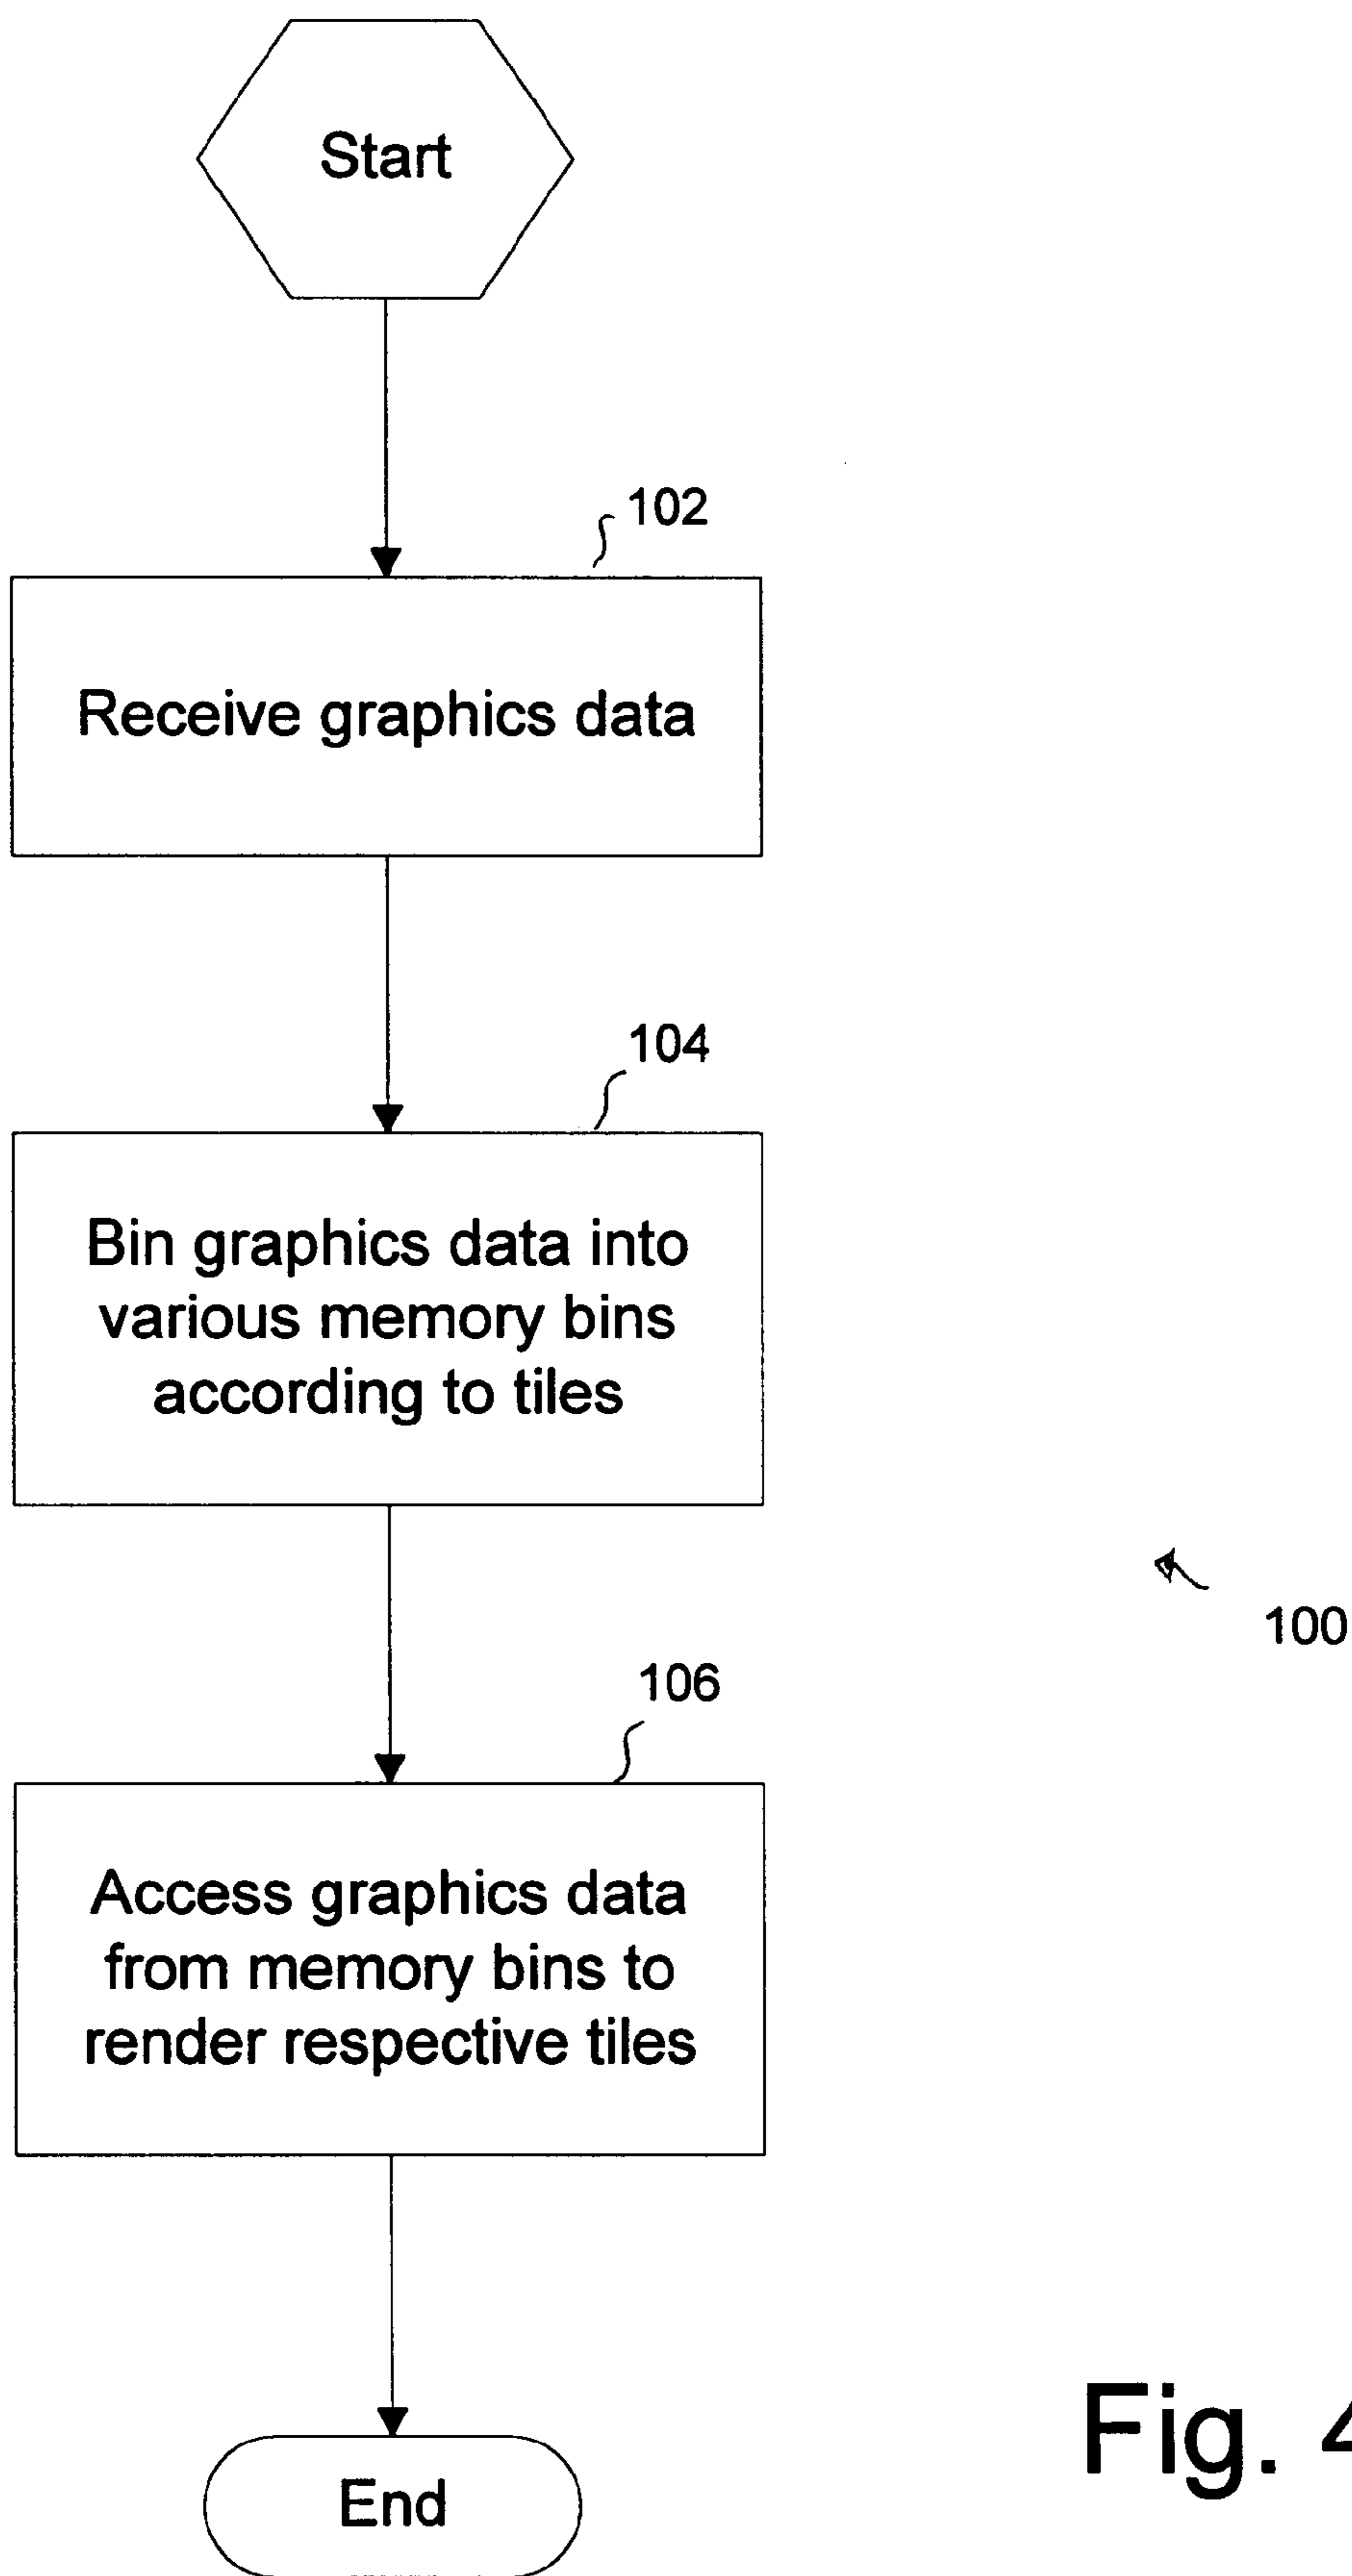 Start
102
Receive graphics data
104
Bin graphics data into
various memory bins
according to tiles
100
106
Access graphics data
from memory bins to
render respective tiles
End
Fig. 4